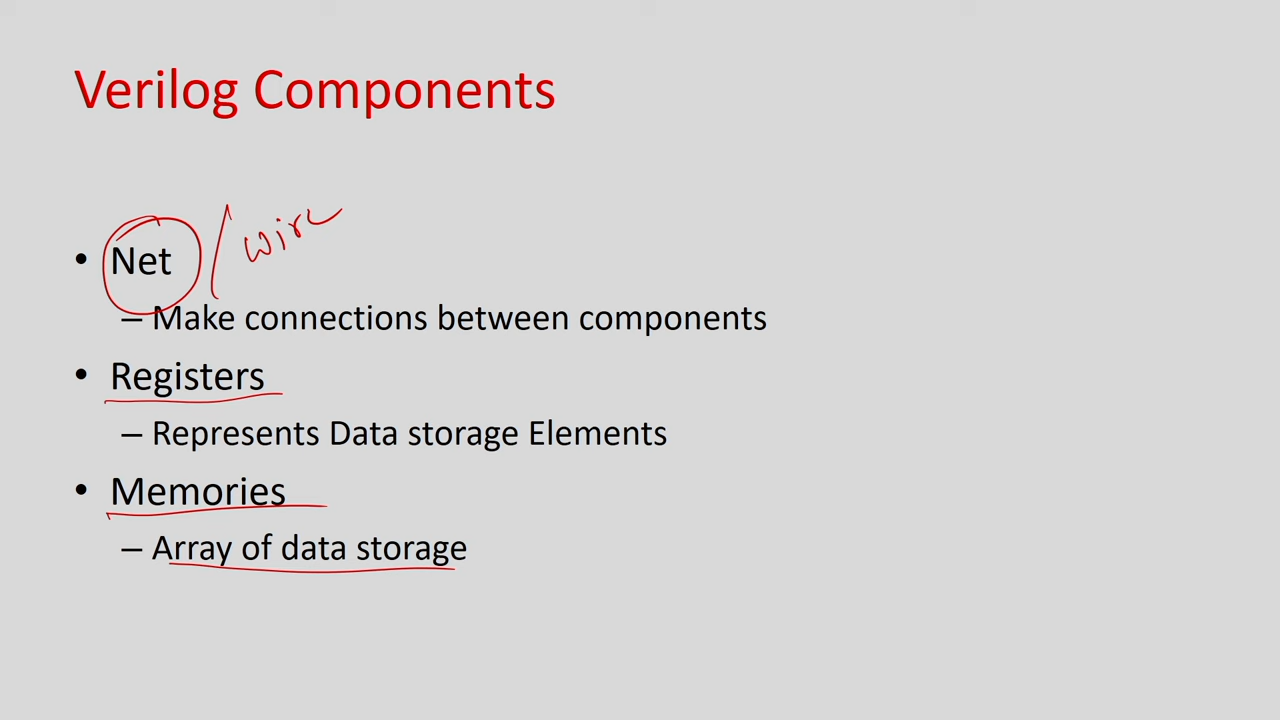 Verilog Components
• Net / wire
– Make connections between components
• Registers
– Represents Data storage Elements
• Memories
– Array of data storage